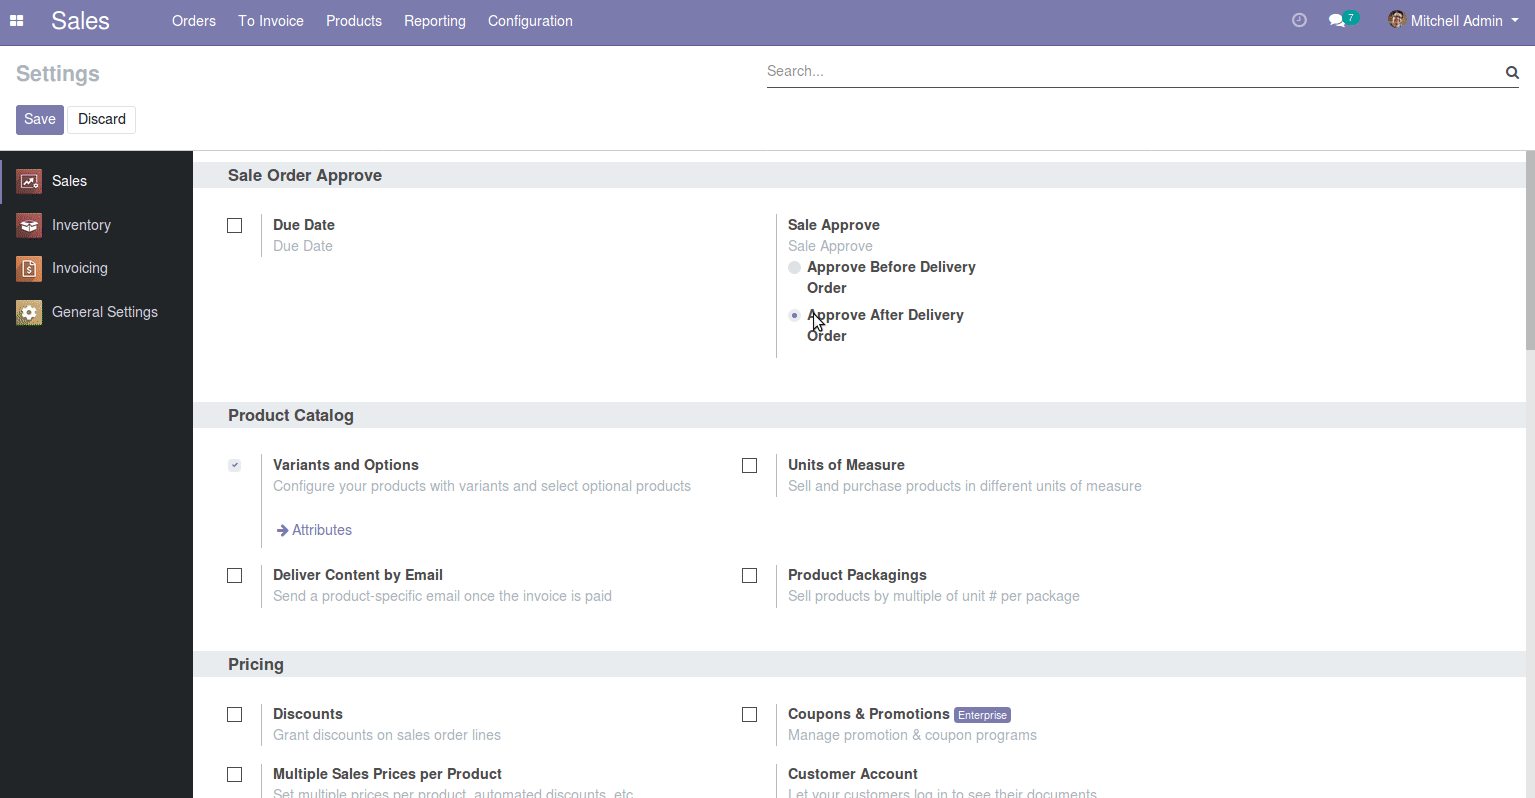 Sales Orders To Invoice Products Reporting Configuration 7 Mitchell Admin
Settings Search...
Save Discard
Sales
Inventory
Invoicing
General Settings
Sale Order Approve
Due Date
Due Date
Sale Approve
Sale Approve
Approve Before Delivery
Order
Approve After Delivery
Order
Product Catalog
Variants and Options
Configure your products with variants and select optional products
Attributes
Units of Measure
Sell and purchase products in different units of measure
Deliver Content by Email
Send a product-specific email once the invoice is paid
Product Packagings
Sell products by multiple of unit # per package
Pricing
Discounts
Grant discounts on sales order lines
Coupons & Promotions Enterprise
Manage promotion & coupon programs
Multiple Sales Prices per Product
Set multiple prices per product, automated discounts, etc.
Customer Account
Let your customers log in to see their documents